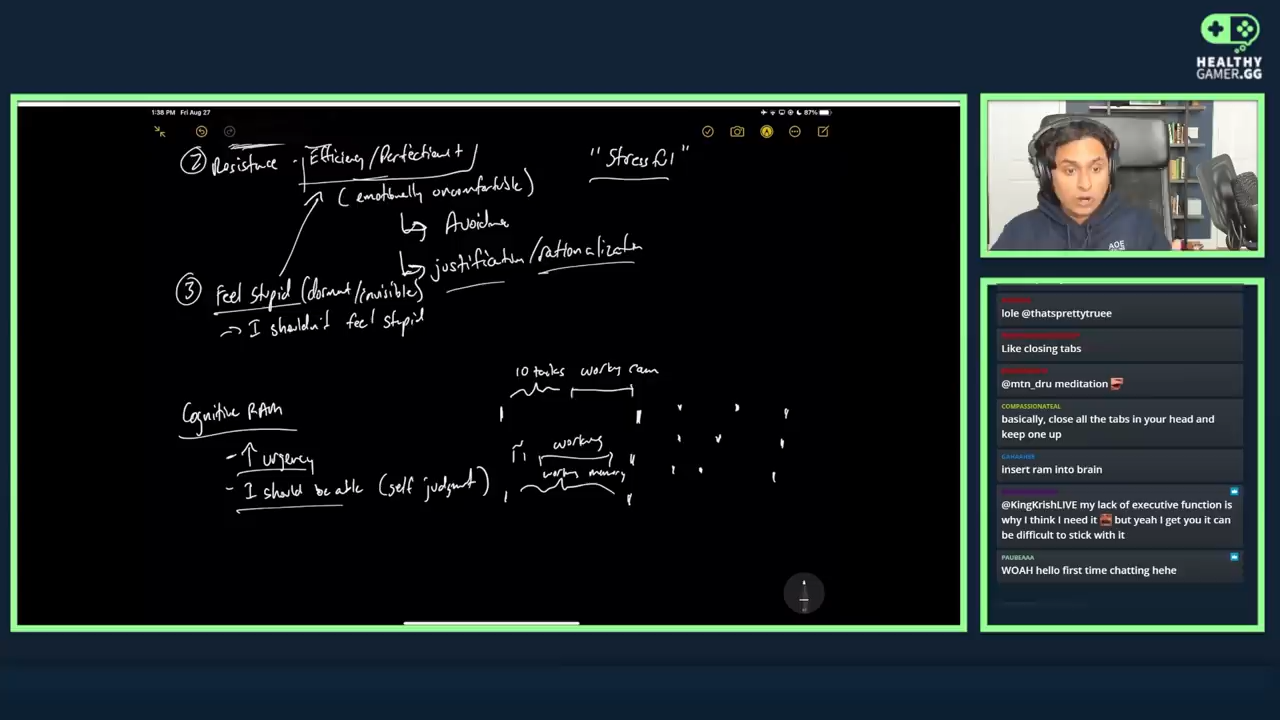 HEALTHY
GAMER.GG
1:38 PM Fri Aug 27
87%
② Resistance - Efficiency/Perfectionist
"Stressful"
(emotionally uncomfortable)
↳ Avoidance
↳ justification/rationalization
③ Feel Stupid (dormant/invisible)
→ I shouldn't feel stupid
10 tasks working ram
Cognitive RAM
- ↑ urgency
working
- I should be able (self judgment)
working memory
AOE
lole @thatsprettytruee
Like closing tabs
@mtn_dru meditation
COMPASSIONATEAL
basically, close all the tabs in your head and
keep one up
insert ram into brain
@KingKrishLIVE my lack of executive function is
why I think I need it but yeah I get you it can
be difficult to stick with it
PAUBEAAA
WOAH hello first time chatting hehe